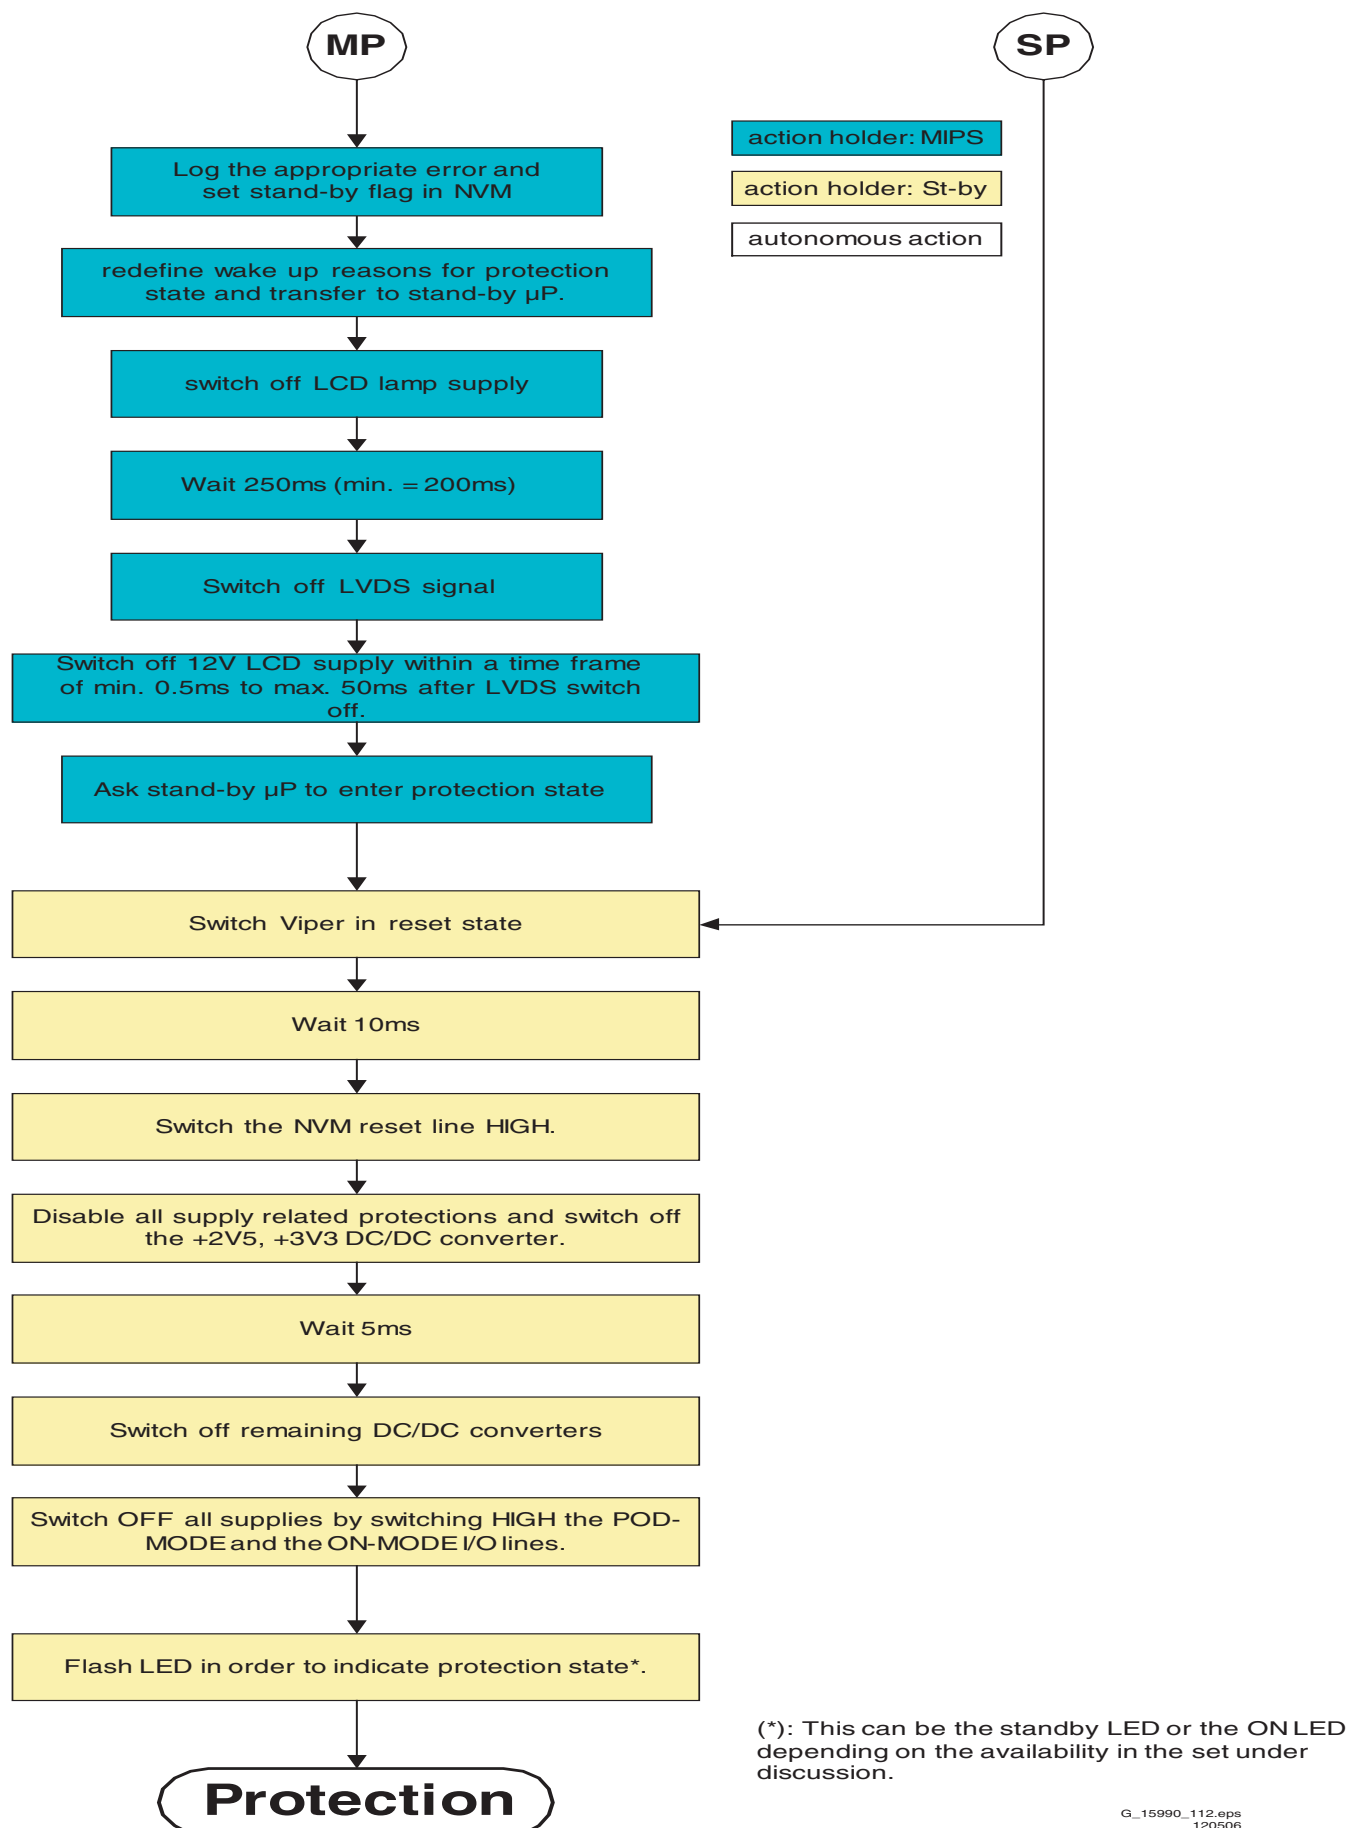 MP
SP
action holder: MIPS
action holder: St-by
autonomous action
Log the appropriate error and
set stand-by flag in NVM
redefine wake up reasons for protection
state and transfer to stand-by µP.
switch off LCD lamp supply
Wait 250ms (min. = 200ms)
Switch off LVDS signal
Switch off 12V LCD supply within a time frame
of min. 0.5ms to max. 50ms after LVDS switch
off.
Ask stand-by µP to enter protection state
Switch Viper in reset state
Wait 10ms
Switch the NVM reset line HIGH.
Disable all supply related protections and switch off
the +2V5, +3V3 DC/DC converter.
Wait 5ms
Switch off remaining DC/DC converters
Switch OFF all supplies by switching HIGH the POD-
MODE and the ON-MODE I/O lines.
Flash LED in order to indicate protection state*.
Protection
(*): This can be the standby LED or the ON LED
depending on the availability in the set under
discussion.
G_15990_112.eps
120506